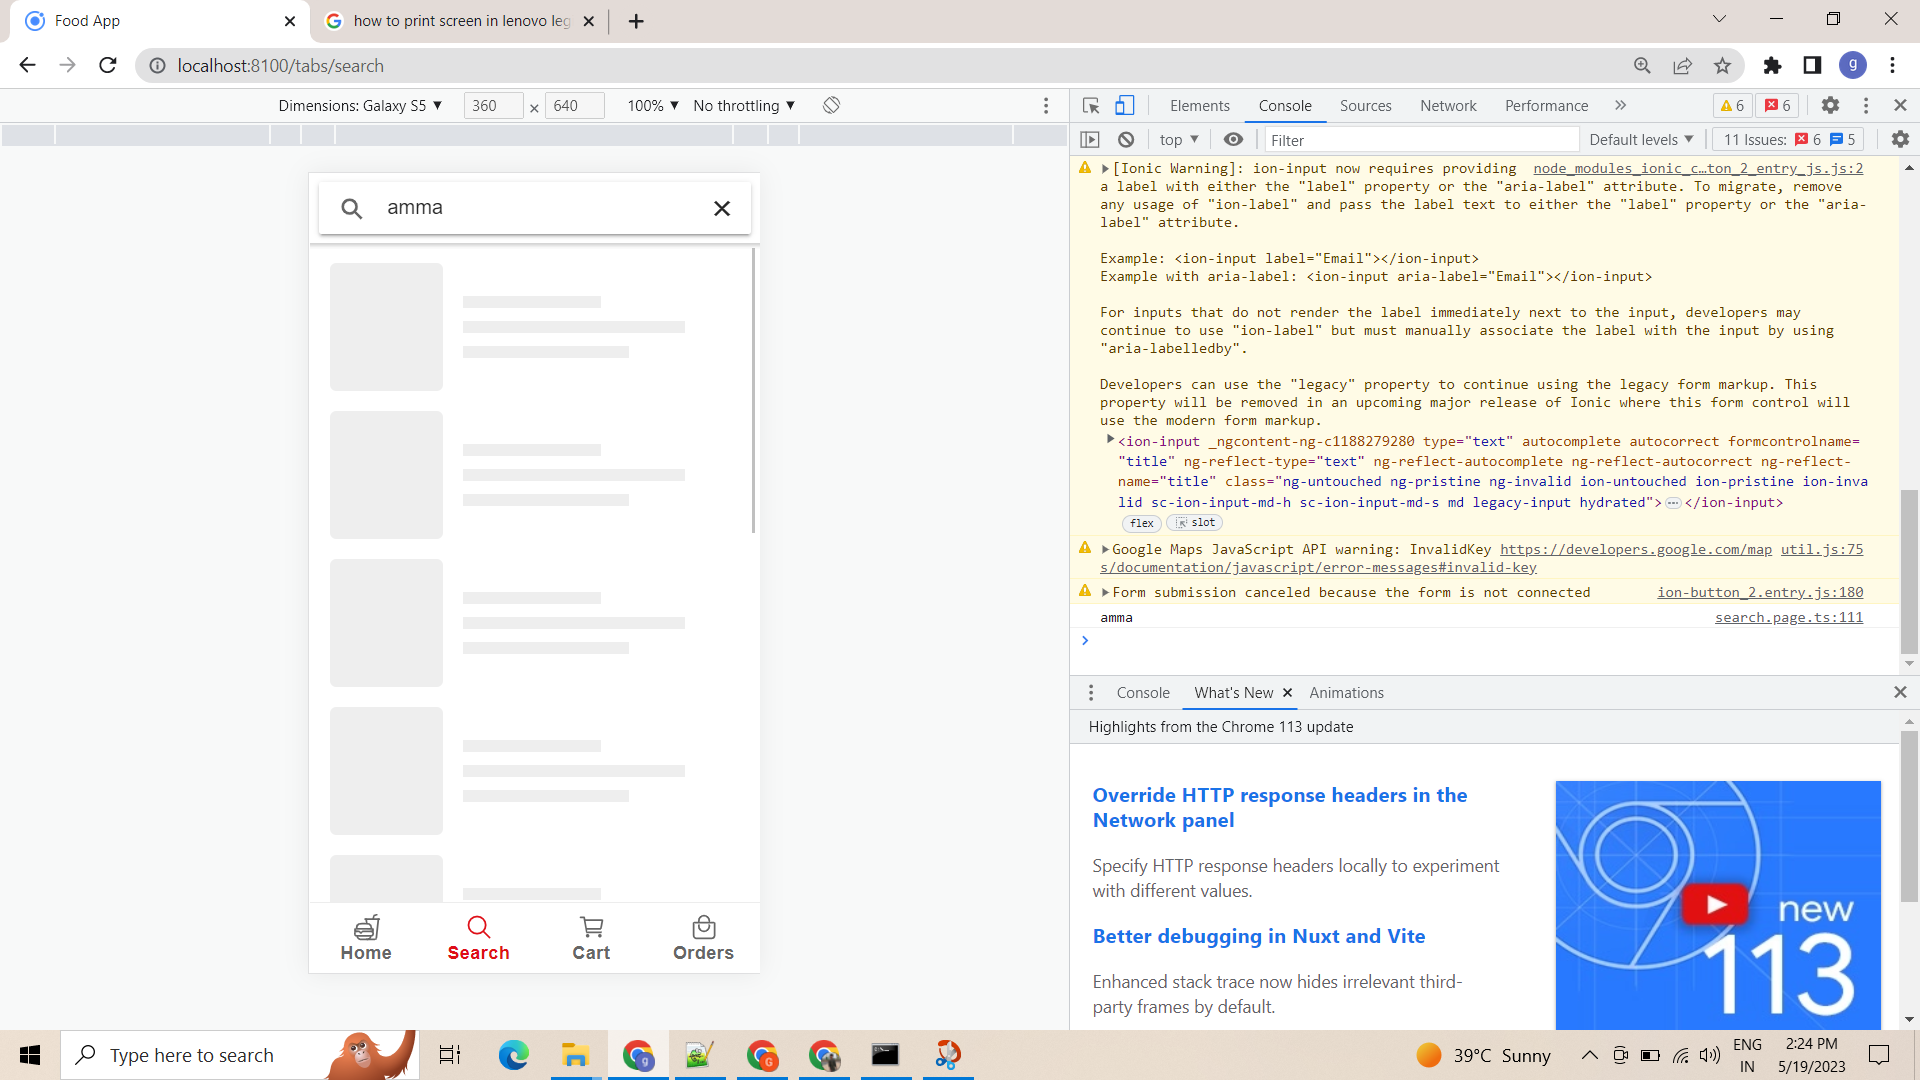 Food App
how to print screen in lenovo leg
localhost:8100/tabs/search
g
Dimensions: Galaxy S5
360 × 640
100%
No throttling
Elements
Console
Sources
Network
Performance
»
6
6
top
Filter
Default levels
11 Issues: 6 5
amma
Home
Search
Cart
Orders
[Ionic Warning]: ion-input now requires providing node_modules_ionic_c…ton_2_entry_js.js:2
a label with either the "label" property or the "aria-label" attribute. To migrate, remove
any usage of "ion-label" and pass the label text to either the "label" property or the "aria-
label" attribute.
Example: <ion-input label="Email"></ion-input>
Example with aria-label: <ion-input aria-label="Email"></ion-input>
For inputs that do not render the label immediately next to the input, developers may
continue to use "ion-label" but must manually associate the label with the input by using
"aria-labelledby".
Developers can use the "legacy" property to continue using the legacy form markup. This
property will be removed in an upcoming major release of Ionic where this form control will
use the modern form markup.
<ion-input _ngcontent-ng-c1188279280 type="text" autocomplete autocorrect formcontrolname=
"title" ng-reflect-type="text" ng-reflect-autocomplete ng-reflect-autocorrect ng-reflect-
name="title" class="ng-untouched ng-pristine ng-invalid ion-untouched ion-pristine ion-inva
lid sc-ion-input-md-h sc-ion-input-md-s md legacy-input hydrated">…</ion-input>
flex slot
Google Maps JavaScript API warning: InvalidKey https://developers.google.com/map util.js:75
s/documentation/javascript/error-messages#invalid-key
Form submission canceled because the form is not connected ion-button_2.entry.js:180
amma search.page.ts:111
Console
What's New
Animations
Highlights from the Chrome 113 update
Override HTTP response headers in the
Network panel
Specify HTTP response headers locally to experiment
with different values.
Better debugging in Nuxt and Vite
Enhanced stack trace now hides irrelevant third-
party frames by default.
new
113
Type here to search
g
G
39°C Sunny
ENG
IN
2:24 PM
5/19/2023